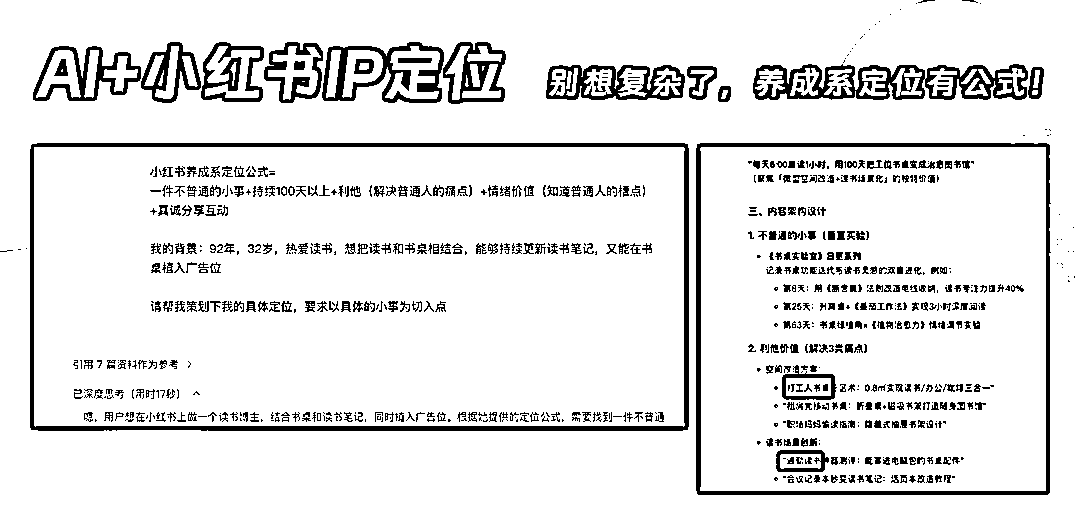 AI+小红书IP定位
别想复杂了，养成系定位有公式！
小红书养成系定位公式=
一件不普通的小事+持续100天以上+利他（解决普通人的痛点）+情绪价值（知道普通人的槽点）
+真诚分享互动
我的背景：92年，32岁，热爱读书，想把读书和书桌相结合，能够持续更新读书笔记，又能在书
桌植入广告位
请帮我策划下我的具体定位，要求以具体的小事为切入点
引用 7 篇资料作为参考 >
已深度思考（用时17秒）
嗯，用户想在小红书上做一个读书博主，结合书桌和读书笔记，同时植入广告位。根据她提供的定位公式，需要找到一件不普通
"每天6:00晨读1小时，用100天把工位书桌变成治愈图书馆"
（聚焦「微型空间改造+读书场景化」的独特价值）
三、内容架构设计
1. 不普通的小事（垂直实验）
《书桌实验室》日更系列
记录书桌功能迭代与读书灵感的双重进化，例如：
第8天：用《断舍离》法则改造电线收纳，读书专注力提升40%
第25天：升降桌+《番茄工作法》实现3小时深度阅读
第63天：书桌绿植角×《植物治愈力》情绪调节实验
2. 利他价值（解决3类痛点）
空间改造方案：
"打工人书桌 艺术：0.8㎡实现读书/办公/咖啡三合一"
"租房党移动书桌：折叠桌+磁吸书架打造随身图书馆"
"职场妈妈偷读指南：隐藏式抽屉书架设计"
读书场景创新：
"通勤读书 器测评：能塞进电脑包的书桌配件"
"会议记录本秒变读书笔记：活页本改造教程"